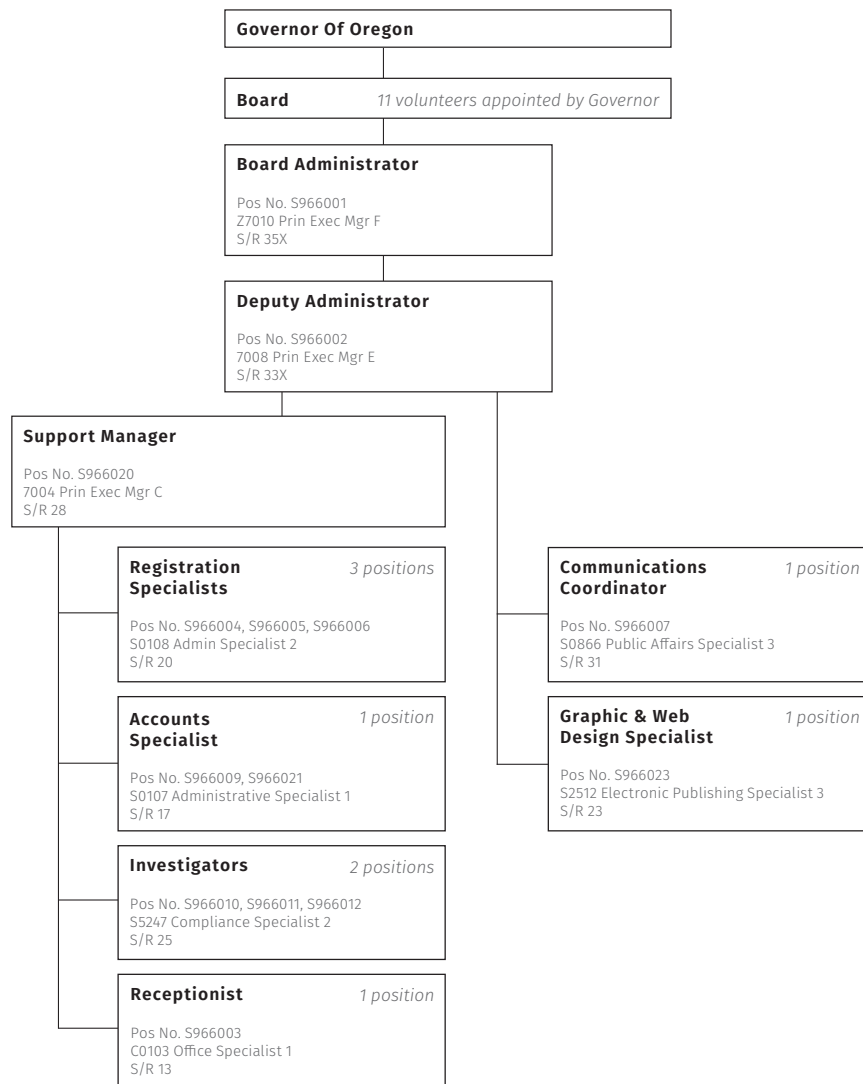 Governor Of Oregon
Board 11 volunteers appointed by Governor
Board Administrator
Pos No. S966001
Z7010 Prin Exec Mgr F
S/R 35X
Deputy Administrator
Pos No. S966002
7008 Prin Exec Mgr E
S/R 33X
Support Manager
Pos No. S966020
7004 Prin Exec Mgr C
S/R 28
Registration 3 positions
Specialists
Pos No. S966004, S966005, S966006
S0108 Admin Specialist 2
S/R 20
Accounts 1 position
Specialist
Pos No. S966009, S966021
S0107 Administrative Specialist 1
S/R 17
Investigators 2 positions
Pos No. S966010, S966011, S966012
S5247 Compliance Specialist 2
S/R 25
Receptionist 1 position
Pos No. S966003
C0103 Office Specialist 1
S/R 13
Communications 1 position
Coordinator
Pos No. S966007
S0866 Public Affairs Specialist 3
S/R 31
Graphic & Web 1 position
Design Specialist
Pos No. S966023
S2512 Electronic Publishing Specialist 3
S/R 23